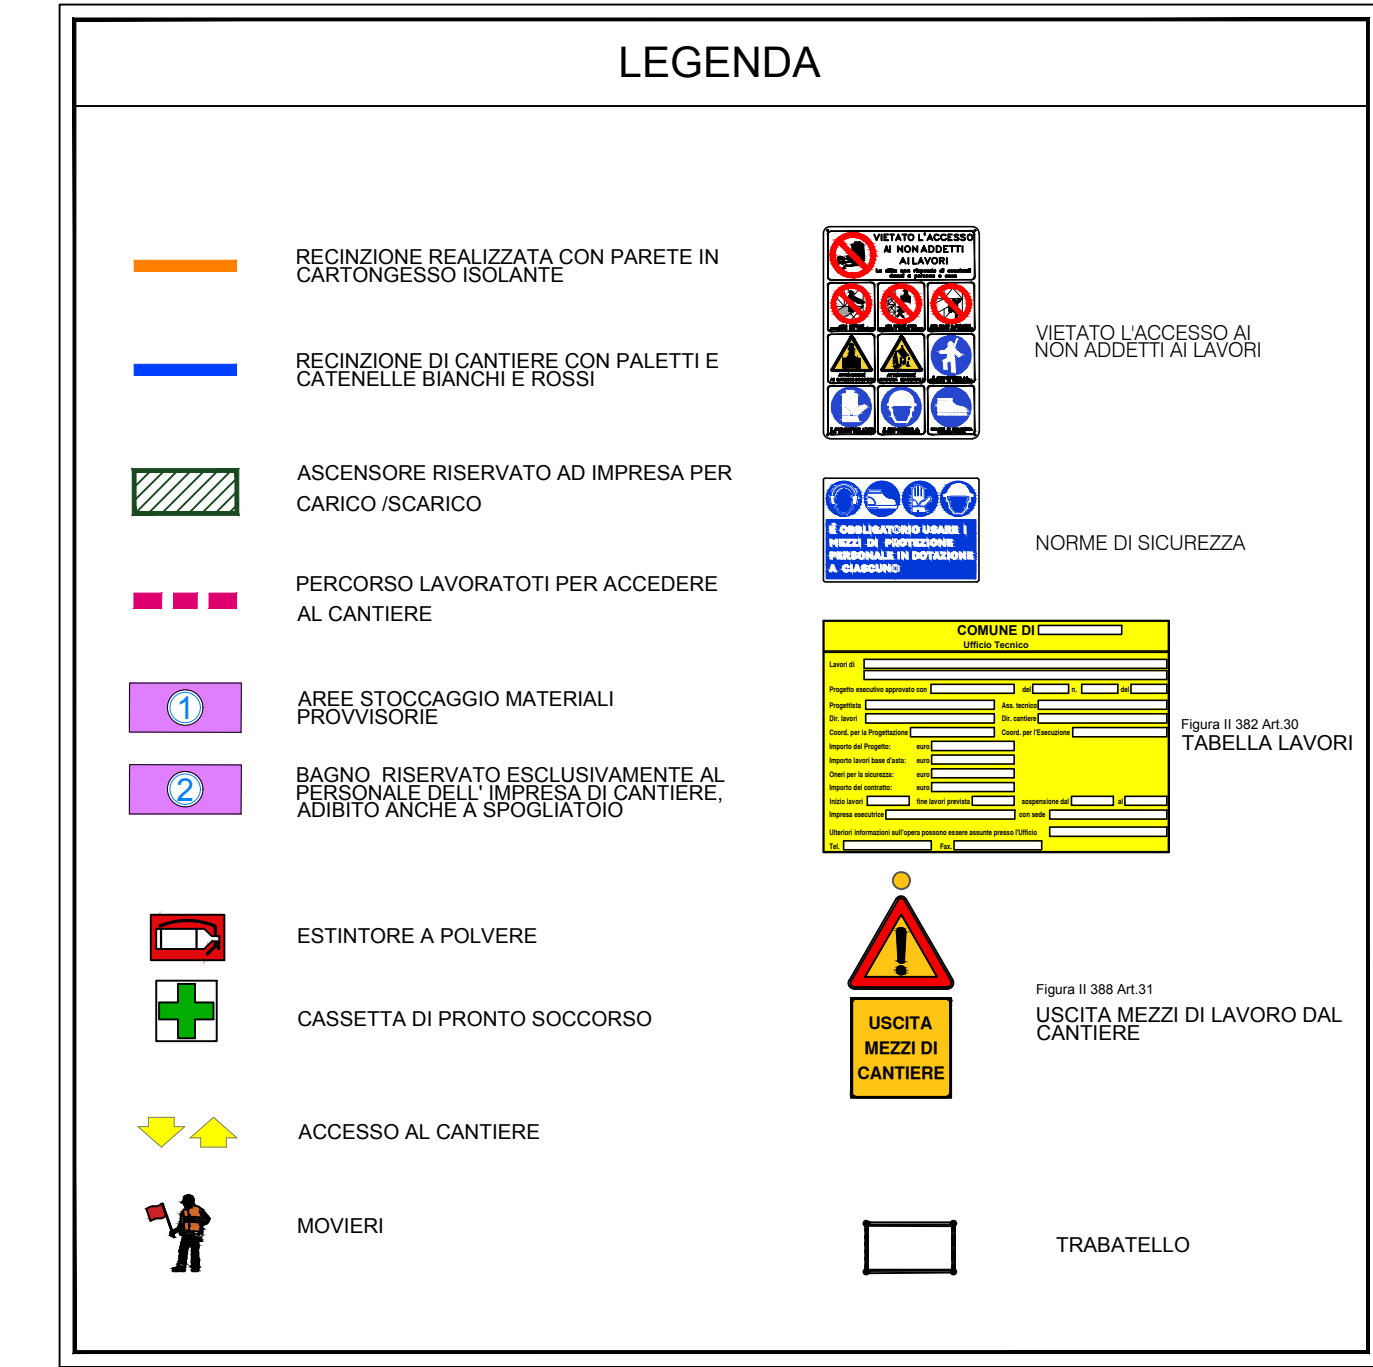 LEGENDA
RECINZIONE REALIZZATA CON PARETE IN
CARTONGESSO ISOLANTE
RECINZIONE DI CANTIERE CON PALETTI E
CATENELLE BIANCHI E ROSSI
ASCENSORE RISERVATO AD IMPRESA PER
CARICO /SCARICO
PERCORSO LAVORATOTI PER ACCEDERE
AL CANTIERE
1
AREE STOCCAGGIO MATERIALI
PROVVISORIE
2
BAGNO RISERVATO ESCLUSIVAMENTE AL
PERSONALE DELL' IMPRESA DI CANTIERE,
ADIBITO ANCHE A SPOGLIATOIO
ESTINTORE A POLVERE
CASSETTA DI PRONTO SOCCORSO
ACCESSO AL CANTIERE
MOVIERI
VIETATO L'ACCESSO
AI NON ADDETTI
AI LAVORI
La ditta non risponde di eventuali
danni a persone o cose
VIETATO L'ACCESSO AI
NON ADDETTI AI LAVORI
É OBBLIGATORIO USARE I
MEZZI DI PROTEZIONE
PERSONALE IN DOTAZIONE
A CIASCUNO
NORME DI SICUREZZA
COMUNE DI
Ufficio Tecnico
Lavori di
Progetto esecutivo approvato con del n. del
Progettista Ass. tecnico
Dir. lavori Dir. cantiere
Coord. per la Progettazione Coord. per l'Esecuzione
Importo del Progetto: euro
Importo lavori base d'asta: euro
Oneri per la sicurezza: euro
Importo del contratto: euro
Inizio lavori fine lavori prevista sospensione dal al
Impresa esecutrice con sede
Ulteriori informazioni sull'opera possono essere assunte presso l'Ufficio
Tel. Fax.
Figura II 382 Art.30
TABELLA LAVORI
USCITA
MEZZI DI
CANTIERE
Figura II 388 Art.31
USCITA MEZZI DI LAVORO DAL
CANTIERE
TRABATELLO